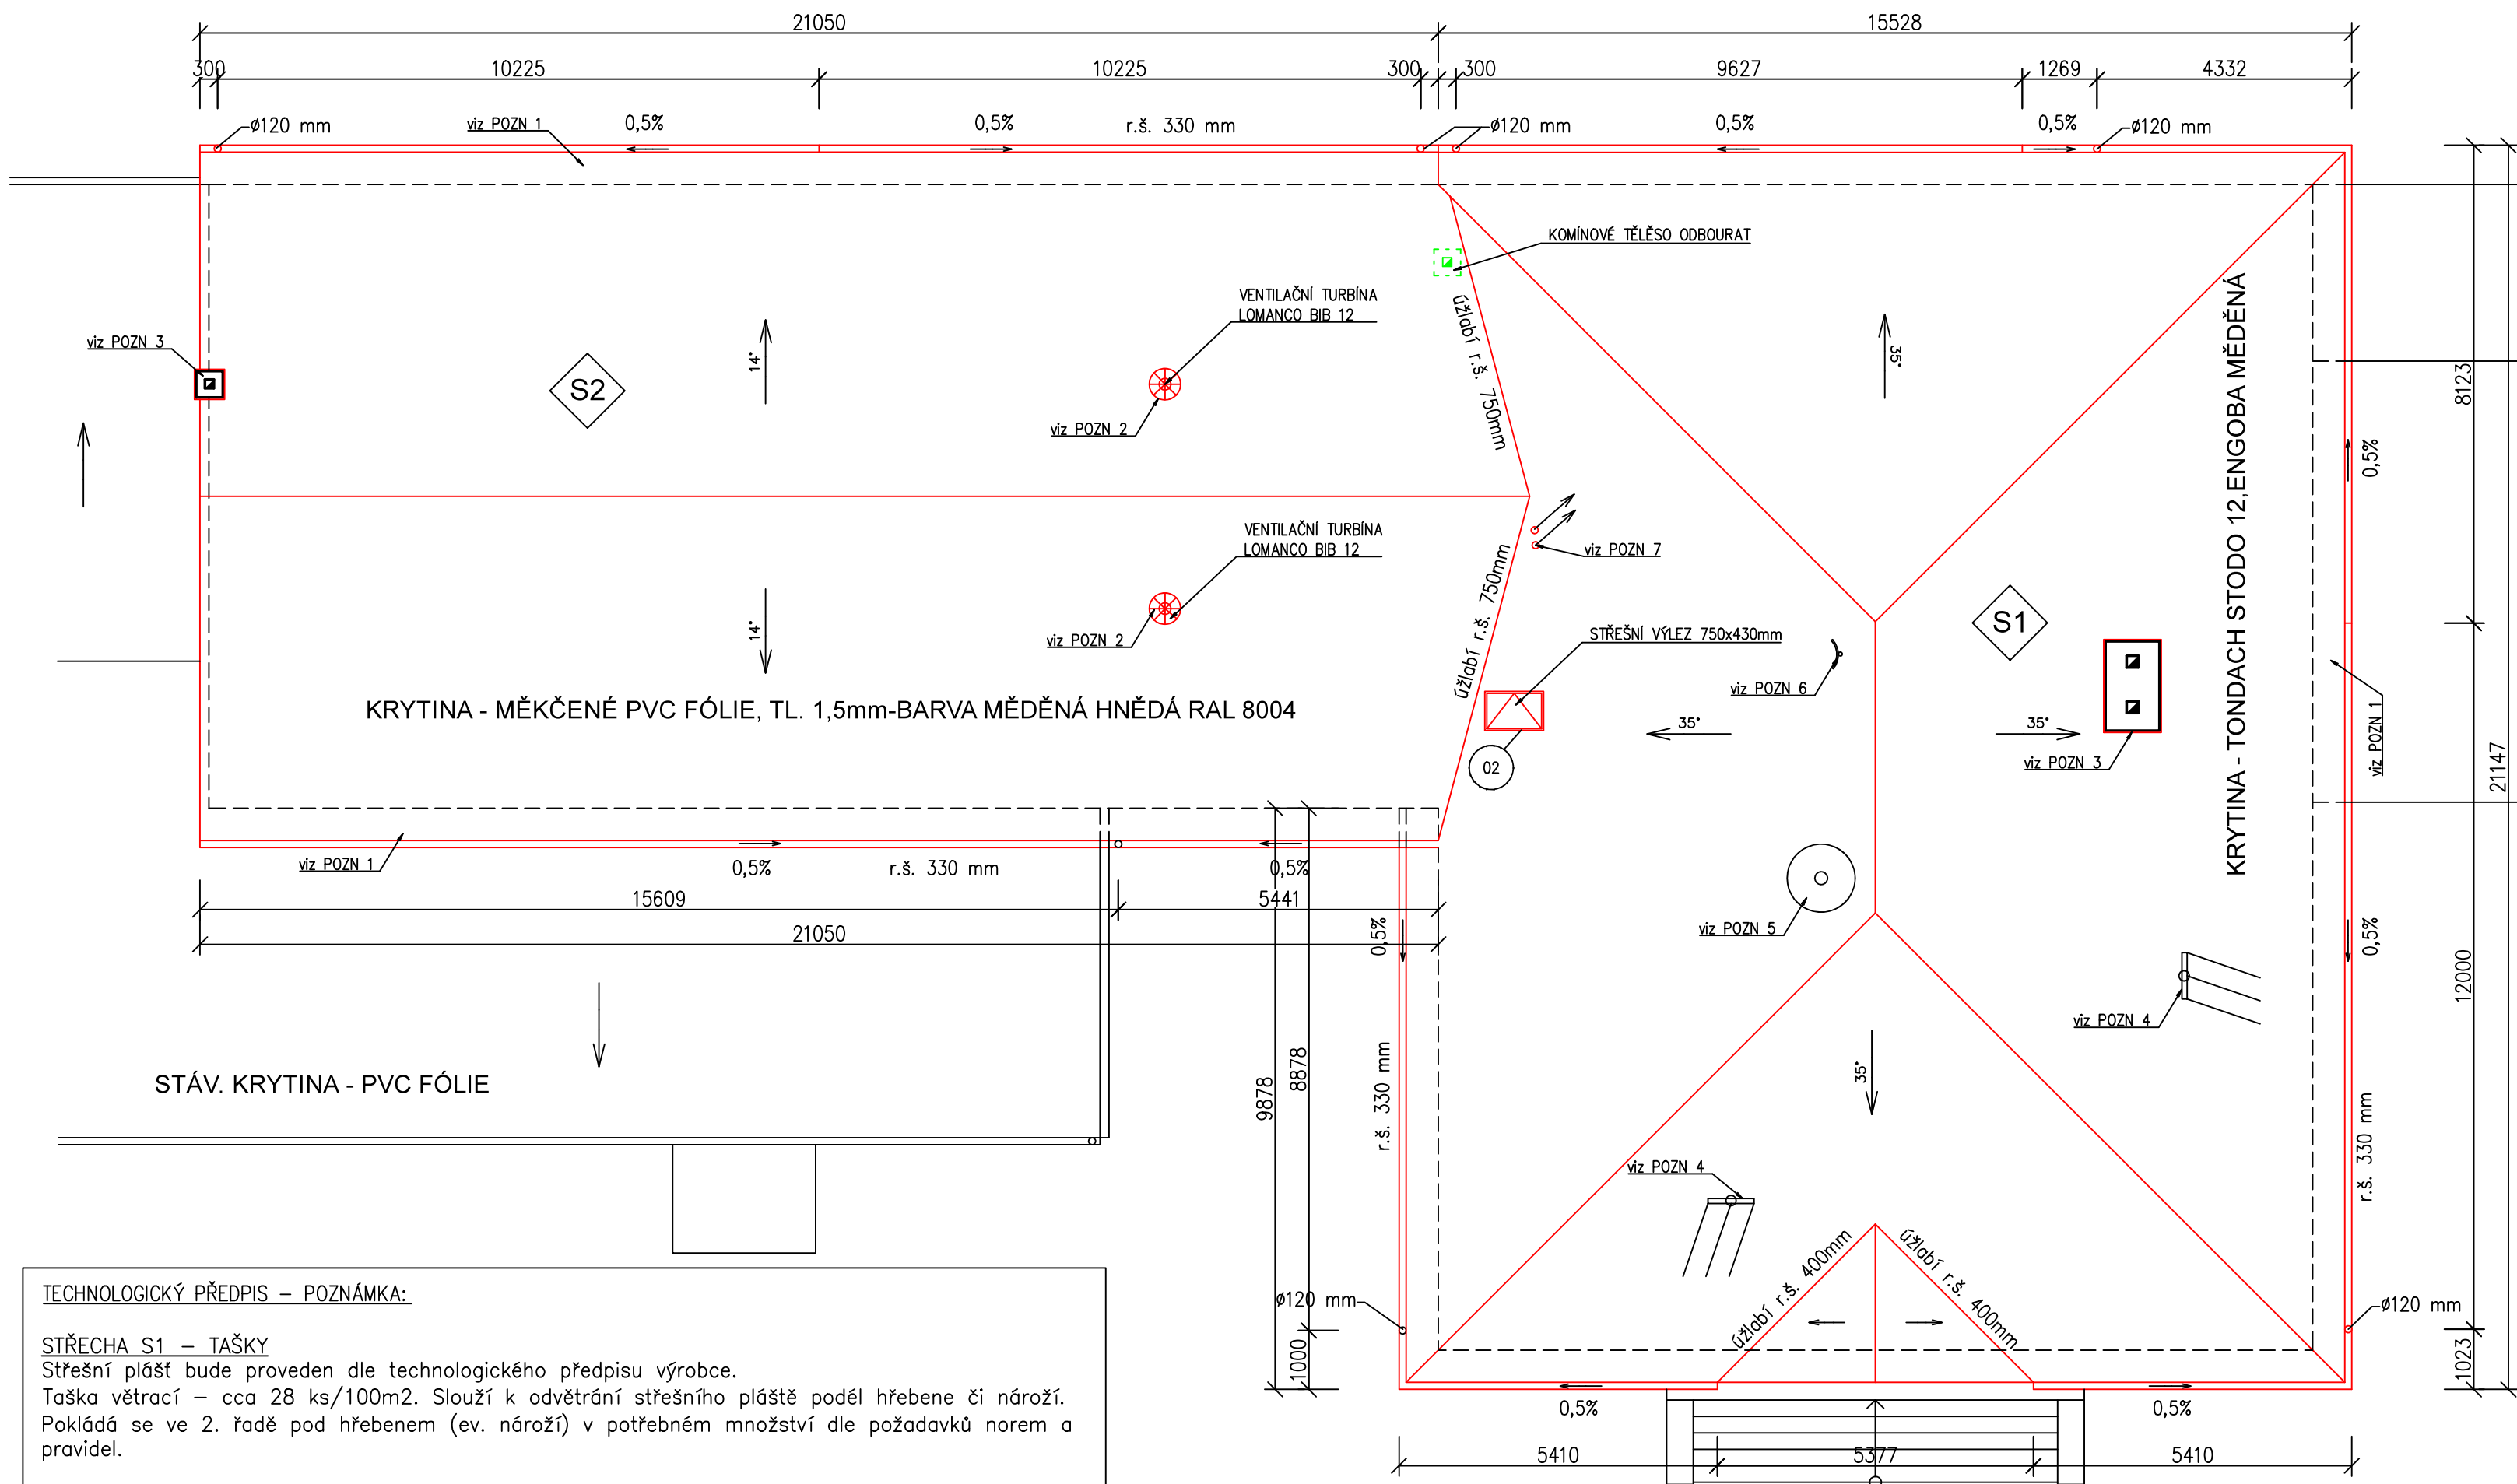 21050
15528
300
10225
10225
300
300
9627
1269
4332
ø120 mm
viz POZN 1
0,5%
0,5%
r.š. 330 mm
ø120 mm
0,5%
0,5%
ø120 mm
KOMÍNOVÉ TĚLĚSO ODBOURAT
VENTILAČNÍ TURBÍNA
LOMANCO BIB 12
úžlabí r.š. 750mm
viz POZN 3
14°
S2
viz POZN 2
35°
8123
0,5%
KRYTINA - TONDACH STODO 12,ENGOBA MĚDĚNÁ
VENTILAČNÍ TURBÍNA
LOMANCO BIB 12
viz POZN 7
úžlabí r.š. 750mm
14°
viz POZN 2
STŘEŠNÍ VÝLEZ 750x430mm
S1
viz POZN 6
KRYTINA - MĚKČENÉ PVC FÓLIE, TL. 1,5mm-BARVA MĚDĚNÁ HNĚDÁ RAL 8004
35°
35°
viz POZN 1
02
viz POZN 3
21147
viz POZN 1
0,5%
r.š. 330 mm
0,5%
15609
5441
21050
0,5%
viz POZN 5
0,5%
12000
viz POZN 4
STÁV. KRYTINA - PVC FÓLIE
9878
8878
r.š. 330 mm
35°
r.š. 330 mm
viz POZN 4
úžlabí r.š. 400mm
úžlabí r.š. 400mm
ø120 mm
ø120 mm
1000
1023
0,5%
0,5%
5410
5377
5410
TECHNOLOGICKÝ PŘEDPIS – POZNÁMKA:
STŘECHA S1 – TAŠKY
Střešní plášť bude proveden dle technologického předpisu výrobce.
Taška větrací – cca 28 ks/100m2. Slouží k odvětrání střešního pláště podél hřebene či nároží.
Pokládá se ve 2. řadě pod hřebenem (ev. nároží) v potřebném množství dle požadavků norem a
pravidel.